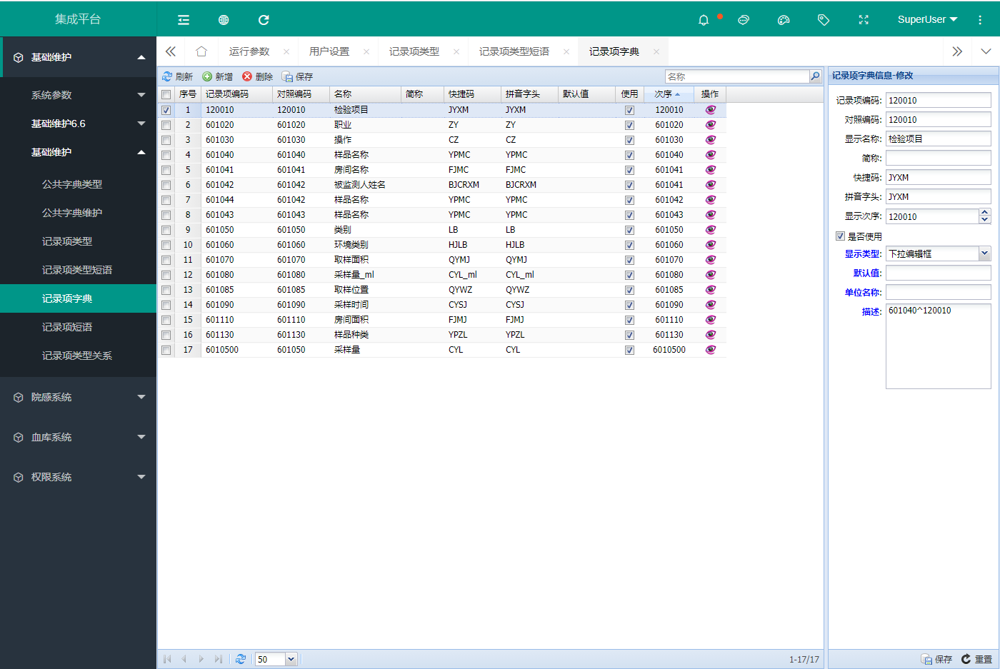 集成平台
SuperUser
基础维护
系统参数
基础维护6.6
基础维护
公共字典类型
公共字典维护
记录项类型
记录项类型短语
记录项字典
记录项短语
记录项类型关系
院感系统
血库系统
权限系统
运行参数 用户设置 记录项类型 记录项类型短语 记录项字典
刷新 新增 删除 保存 名称
序号 记录项编码 对照编码 名称 简称 快捷码 拼音字头 默认值 使用 次序 操作
1 120010 120010 检验项目 JYXM JYXM 120010
2 601020 601020 职业 ZY ZY 601020
3 601030 601030 操作 CZ CZ 601030
4 601040 601040 样品名称 YPMC YPMC 601040
5 601041 601041 房间名称 FJMC FJMC 601041
6 601042 601042 被监测人姓名 BJCRXM BJCRXM 601041
7 601044 601042 样品名称 YPMC YPMC 601042
8 601043 601043 样品名称 YPMC YPMC 601043
9 601050 601050 类别 LB LB 601050
10 601060 601060 环境类别 HJLB HJLB 601060
11 601070 601070 取样面积 QYMJ QYMJ 601070
12 601080 601080 采样量_ml CYL_ml CYL_ml 601080
13 601085 601085 取样位置 QYWZ QYWZ 601085
14 601090 601090 采样时间 CYSJ CYSJ 601090
15 601110 601110 房间面积 FJMJ FJMJ 601110
16 601130 601130 样品种类 YPZL YPZL 601130
17 6010500 601050 采样量 CYL CYL 6010500
50 1-17/17
记录项字典信息-修改
记录项编码: 120010
对照编码: 120010
显示名称: 检验项目
简称:
快捷码: JYXM
拼音字头: JYXM
显示次序: 120010
是否使用
显示类型: 下拉编辑框
默认值:
单位名称:
描述: 601040^120010
保存 重置